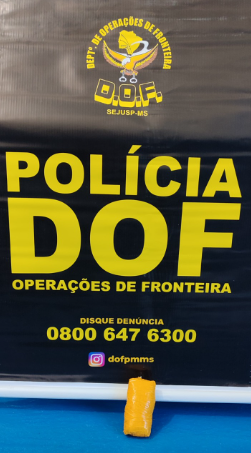 DEPTº. DE OPERAÇÕES DE FRONTEIRA
D.O.F.
SEJUSP-MS
POLÍCIA
DOF
OPERAÇÕES DE FRONTEIRA
DISQUE DENÚNCIA
0800 647 6300
dofpmms